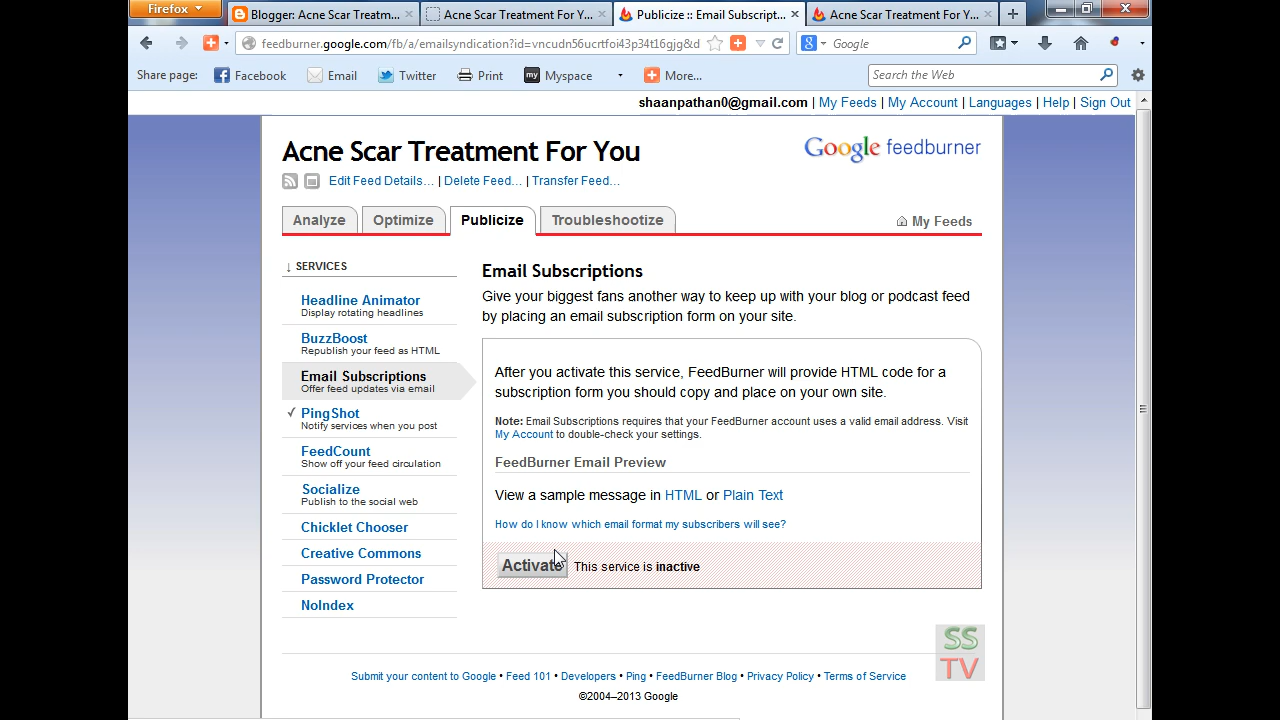 Firefox
Blogger: Acne Scar Treatm...
Acne Scar Treatment For Y...
Publicize :: Email Subscript...
Acne Scar Treatment For Y...
feedburner.google.com/fb/a/emailsyndication?id=vncudn56ucrtfoi43p34t16gjg&d
Google
Share page:
Facebook
Email
Twitter
Print
my Myspace
More...
Search the Web
shaanpathan0@gmail.com | My Feeds | My Account | Languages | Help | Sign Out
Acne Scar Treatment For You
Google feedburner
Edit Feed Details... | Delete Feed... | Transfer Feed...
Analyze
Optimize
Publicize
Troubleshootize
My Feeds
↓ SERVICES
Headline Animator
Display rotating headlines
BuzzBoost
Republish your feed as HTML
Email Subscriptions
Offer feed updates via email
✓ PingShot
Notify services when you post
FeedCount
Show off your feed circulation
Socialize
Publish to the social web
Chicklet Chooser
Creative Commons
Password Protector
NoIndex
Email Subscriptions
Give your biggest fans another way to keep up with your blog or podcast feed
by placing an email subscription form on your site.
After you activate this service, FeedBurner will provide HTML code for a
subscription form you should copy and place on your own site.
Note: Email Subscriptions requires that your FeedBurner account uses a valid email address. Visit
My Account to double-check your settings.
FeedBurner Email Preview
View a sample message in HTML or Plain Text
How do I know which email format my subscribers will see?
Activate
This service is inactive
SS
TV
Submit your content to Google • Feed 101 • Developers • Ping • FeedBurner Blog • Privacy Policy • Terms of Service
©2004–2013 Google